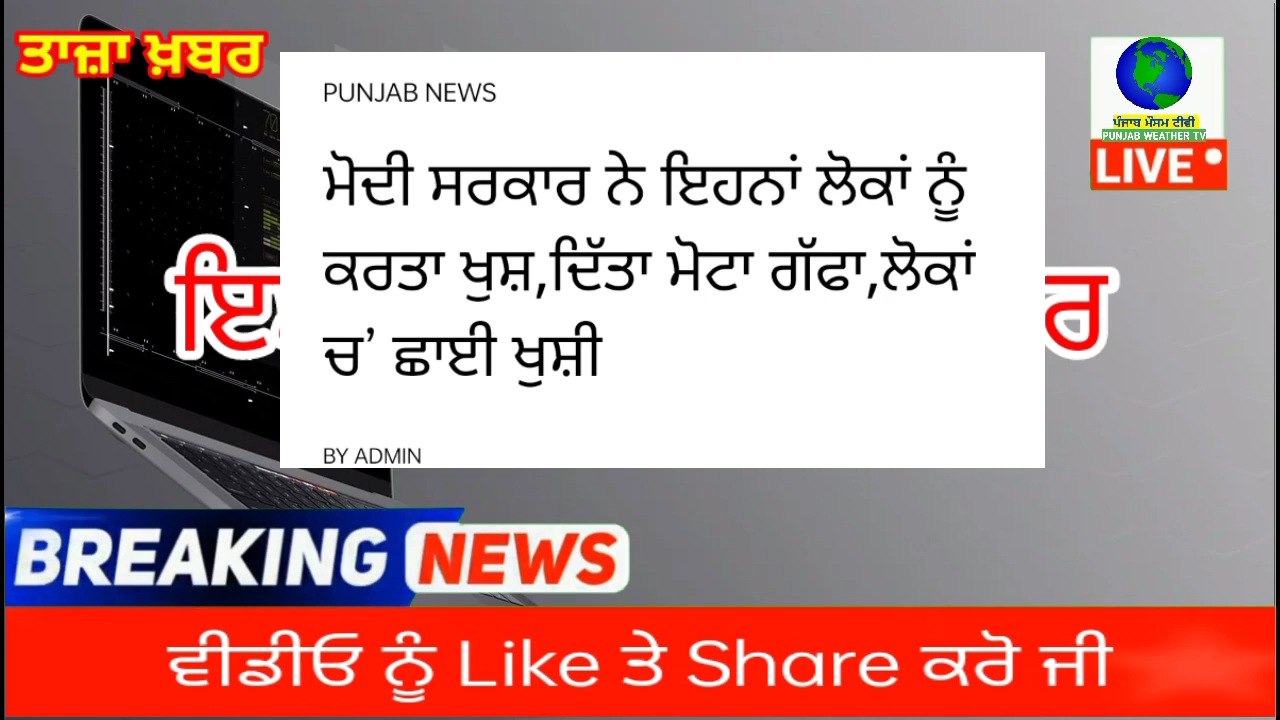 ਤਾਜ਼ਾ ਖ਼ਬਰ
PUNJAB NEWS
ਮੋਦੀ ਸਰਕਾਰ ਨੇ ਇਹਨਾਂ ਲੋਕਾਂ ਨੂੰ
ਕਰਤਾ ਖੁਸ਼,ਦਿੱਤਾ ਮੋਟਾ ਗੱਫਾ,ਲੋਕਾਂ
ਚ’ ਛਾਈ ਖੁਸ਼ੀ
BY ADMIN
ਪੰਜਾਬ ਮੌਸਮ ਟੀਵੀ
PUNJAB WEATHER TV
LIVE
BREAKING NEWS
ਵੀਡੀਓ ਨੂੰ Like ਤੇ Share ਕਰੋ ਜੀ